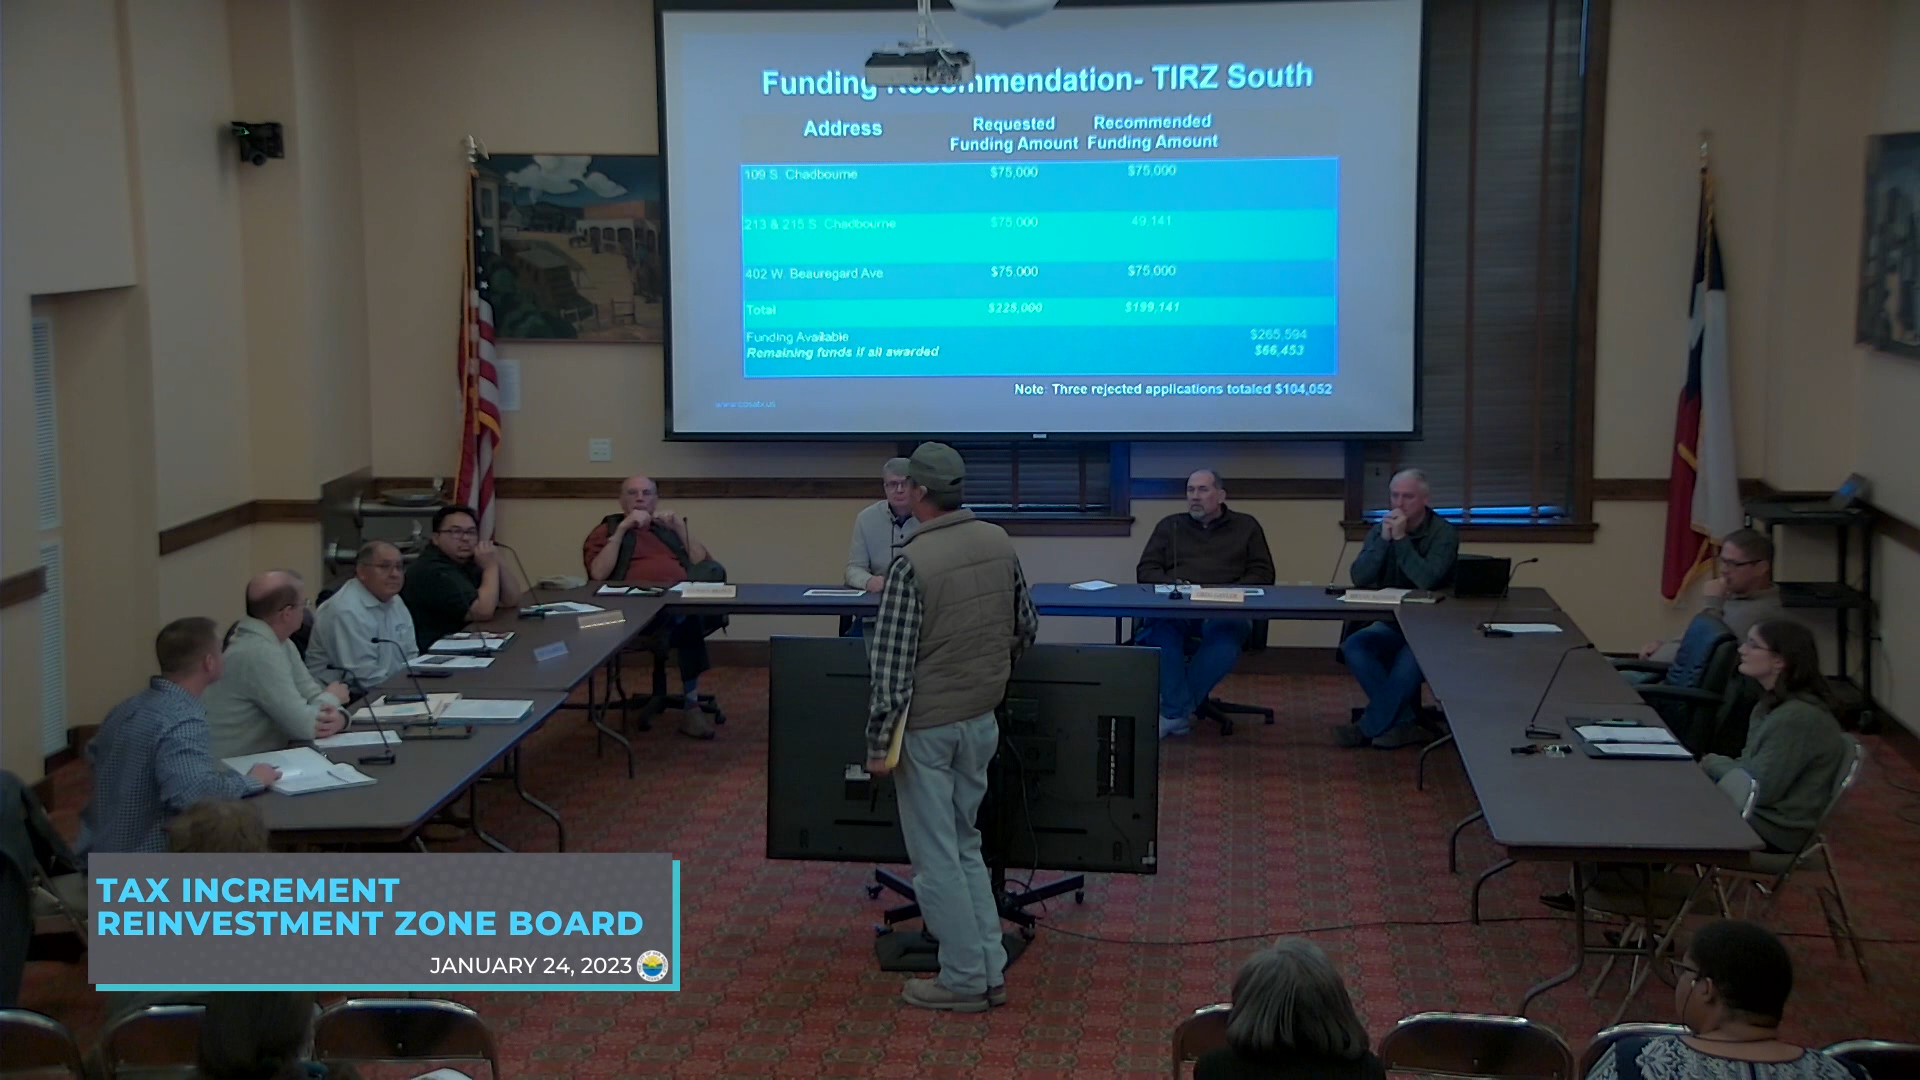 Funding Recommendation- TIRZ South
Address Requested Funding Amount Recommended Funding Amount
109 S. Chadbourne $75,000 $75,000
213 & 215 S. Chadbourne $75,000 49,141
402 W. Beauregard Ave $75,000 $75,000
Total $225,000 $199,141
Funding Available $265,594
Remaining funds if all awarded $66,453
Note: Three rejected applications totaled $104,052
www.cosatx.us
TAX INCREMENT
REINVESTMENT ZONE BOARD
JANUARY 24, 2023